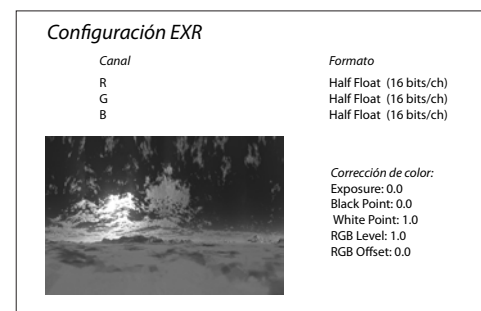 Configuración EXR
Canal Formato
R Half Float (16 bits/ch)
G Half Float (16 bits/ch)
B Half Float (16 bits/ch)
Corrección de color:
Exposure: 0.0
Black Point: 0.0
White Point: 1.0
RGB Level: 1.0
RGB Offset: 0.0